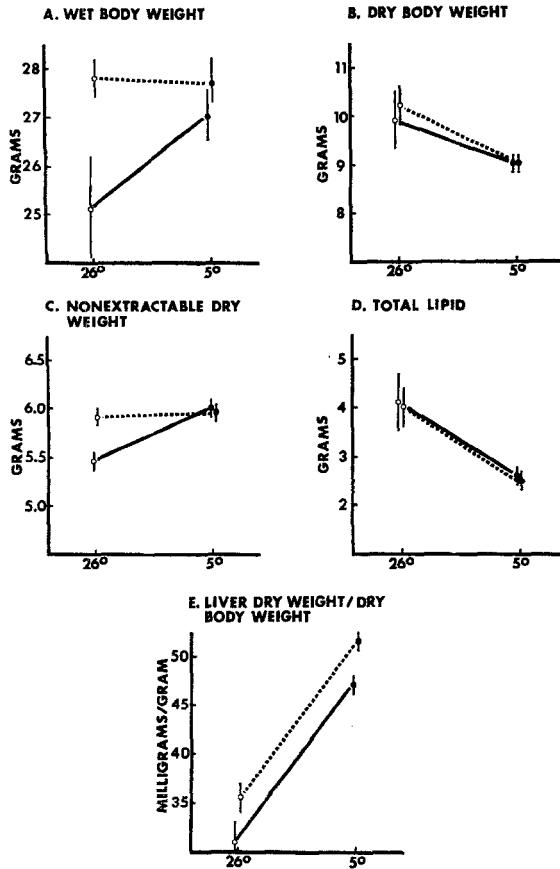 A. WET BODY WEIGHT
28
27
26
25
GRAMS
26° 5°
B. DRY BODY WEIGHT
11
10
9
8
GRAMS
26° 5°
C. NONEXTRACTABLE DRY
WEIGHT
6.5
6.0
5.5
5.0
GRAMS
26° 5°
D. TOTAL LIPID
5
4
3
2
GRAMS
26° 5°
E. LIVER DRY WEIGHT/DRY
BODY WEIGHT
50
45
40
35
MILLIGRAMS/GRAM
26° 5°